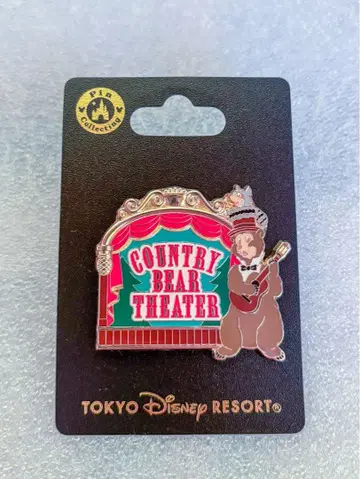 Pin
Collecting
COUNTRY
BEAR
THEATER
TOKYO Disney RESORT®